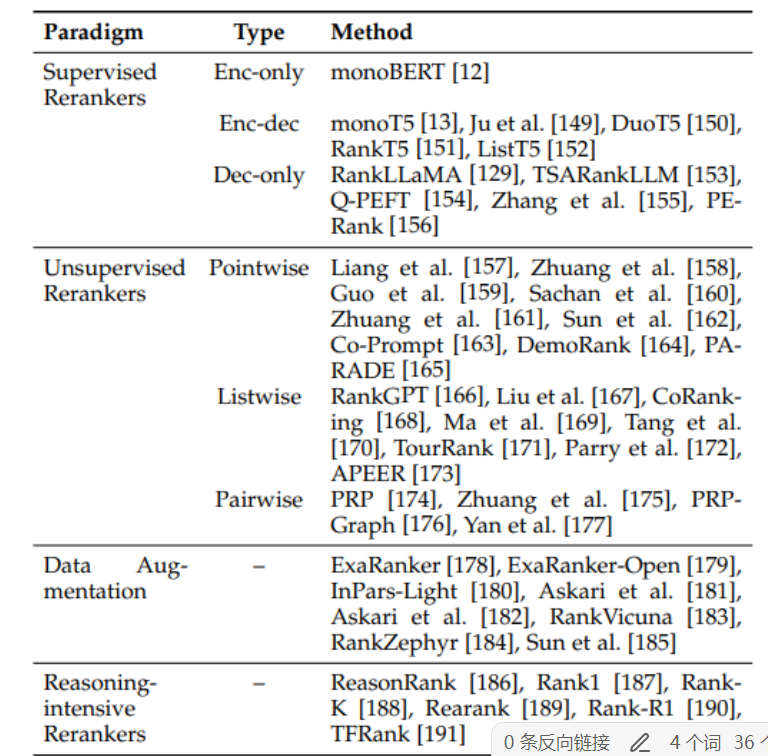 Paradigm Type Method
Supervised Enc-only monoBERT [12]
Rerankers
Enc-dec monoT5 [13], Ju et al. [149], DuoT5 [150],
RankT5 [151], ListT5 [152]
Dec-only RankLLaMA [129], TSARankLLM [153],
Q-PEFT [154], Zhang et al. [155], PE-
Rank [156]
Unsupervised Pointwise Liang et al. [157], Zhuang et al. [158],
Rerankers Guo et al. [159], Sachan et al. [160],
Zhuang et al. [161], Sun et al. [162],
Co-Prompt [163], DemoRank [164], PA-
RADE [165]
Listwise RankGPT [166], Liu et al. [167], CoRank-
ing [168], Ma et al. [169], Tang et al.
[170], TourRank [171], Parry et al. [172],
APEER [173]
Pairwise PRP [174], Zhuang et al. [175], PRP-
Graph [176], Yan et al. [177]
Data Aug- – ExaRanker [178], ExaRanker-Open [179],
mentation InPars-Light [180], Askari et al. [181],
Askari et al. [182], RankVicuna [183],
RankZephyr [184], Sun et al. [185]
Reasoning- – ReasonRank [186], Rank1 [187], Rank-
intensive K [188], Rearank [189], Rank-R1 [190],
Rerankers TFRank [191]
0 条反向链接 4 个词 36